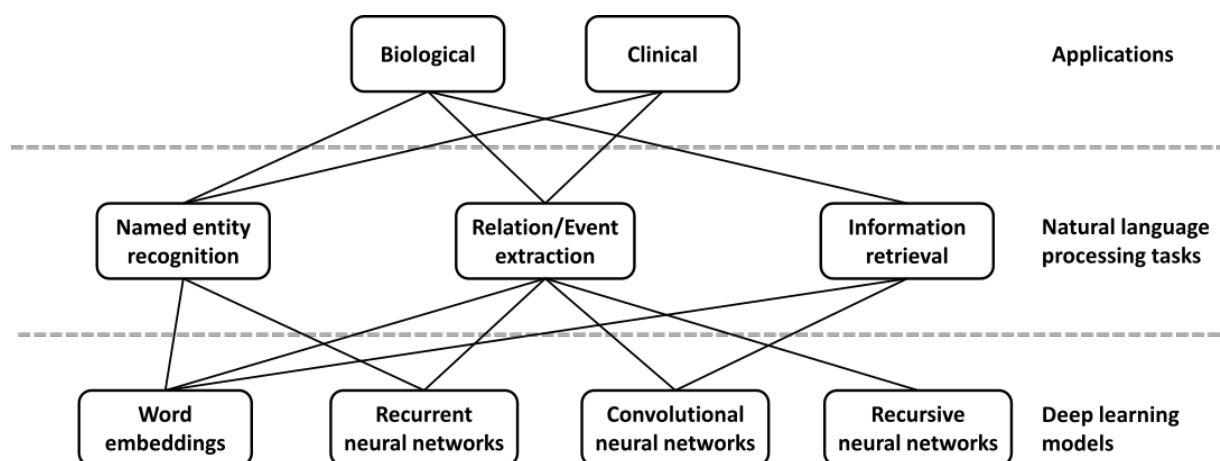 Biological
Clinical
Applications
Named entity
recognition
Relation/Event
extraction
Information
retrieval
Natural language
processing tasks
Word
embeddings
Recurrent
neural networks
Convolutional
neural networks
Recursive
neural networks
Deep learning
models